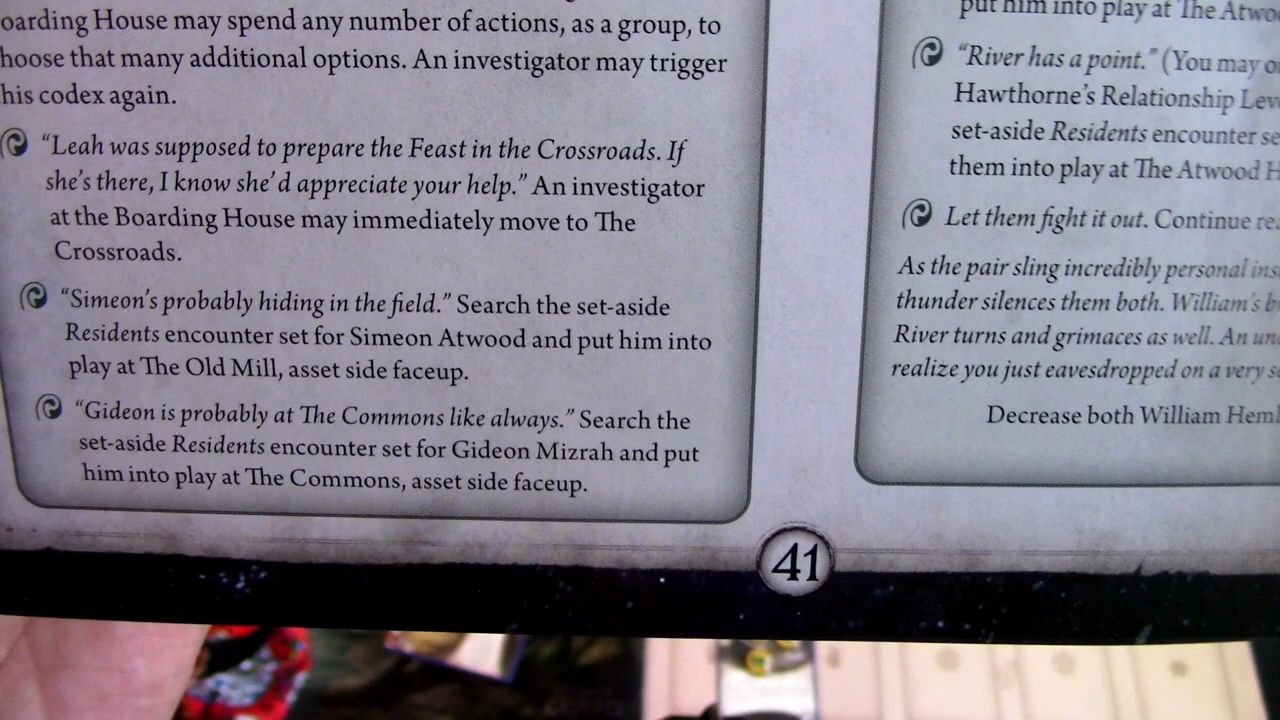 oarding House may spend any number of actions, as a group, to
hoose that many additional options. An investigator may trigger
his codex again.
“Leah was supposed to prepare the Feast in the Crossroads. If
she’s there, I know she’d appreciate your help.” An investigator
at the Boarding House may immediately move to The
Crossroads.
“Simeon’s probably hiding in the field.” Search the set-aside
Residents encounter set for Simeon Atwood and put him into
play at The Old Mill, asset side faceup.
“Gideon is probably at The Commons like always.” Search the
set-aside Residents encounter set for Gideon Mizrah and put
him into play at The Commons, asset side faceup.
put him into play at The Atwo
“River has a point.” (You may o
Hawthorne’s Relationship Lev
set-aside Residents encounter se
them into play at The Atwood H
Let them fight it out. Continue rea
As the pair sling incredibly personal ins
thunder silences them both. William’s b
River turns and grimaces as well. An un
realize you just eavesdropped on a very s
Decrease both William Heml
41